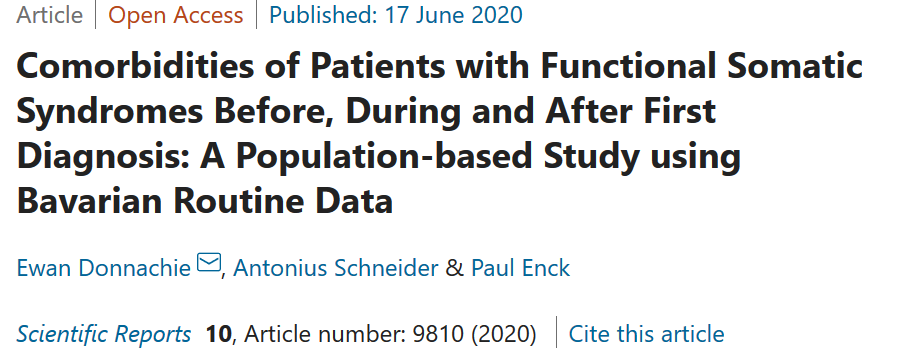 Article | Open Access | Published: 17 June 2020
Comorbidities of Patients with Functional Somatic
Syndromes Before, During and After First
Diagnosis: A Population-based Study using
Bavarian Routine Data
Ewan Donnachie, Antonius Schneider & Paul Enck
Scientific Reports 10, Article number: 9810 (2020) | Cite this article